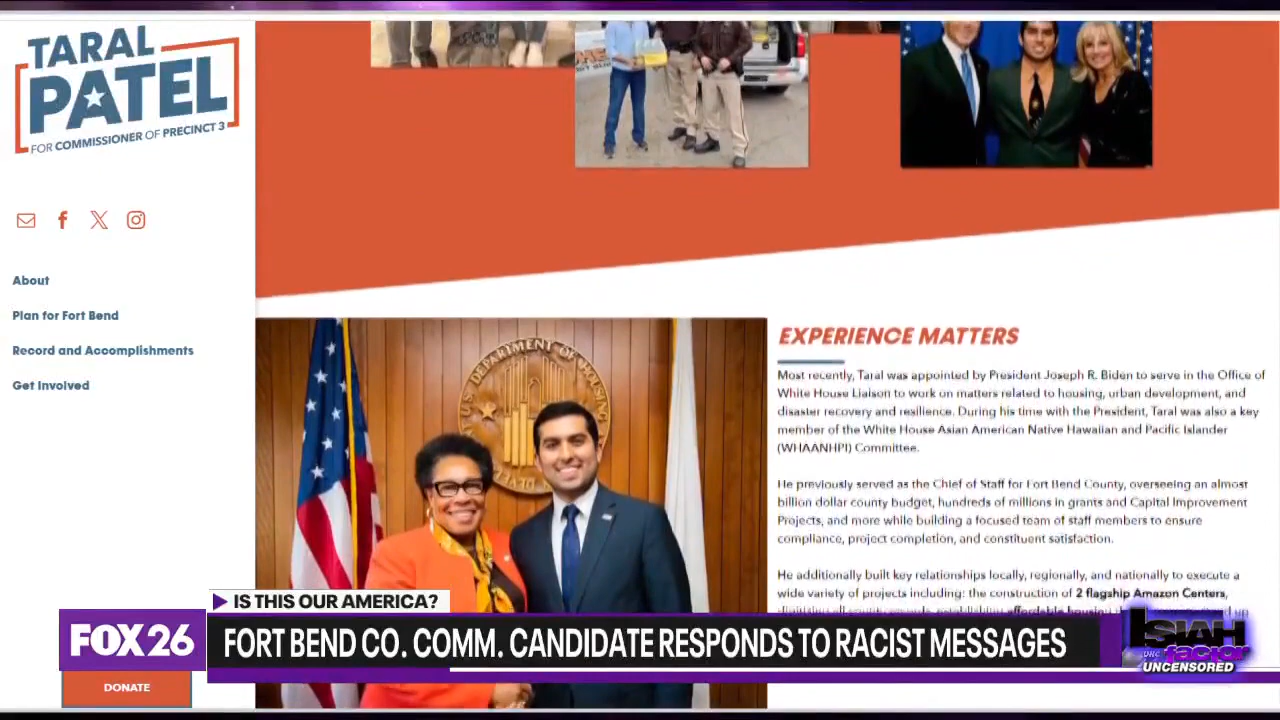 TARAL
PATEL
FOR COMMISSIONER OF PRECINCT 3
About
Plan for Fort Bend
Record and Accomplishments
Get Involved
DONATE
U.S. DEPARTMENT OF HOUSING
EXPERIENCE MATTERS
Most recently, Taral was appointed by President Joseph R. Biden to serve in the Office of
White House Liaison to work on matters related to housing, urban development, and
disaster recovery and resilience. During his time with the President, Taral was also a key
member of the White House Asian American Native Hawaiian and Pacific Islander
(WHAANHPI) Committee.
He previously served as the Chief of Staff for Fort Bend County, overseeing an almost
billion dollar county budget, hundreds of millions in grants and Capital Improvement
Projects, and more while building a focused team of staff members to ensure
compliance, project completion, and constituent satisfaction.
He additionally built key relationships locally, regionally, and nationally to execute a
wide variety of projects including: the construction of 2 flagship Amazon Centers,
IS THIS OUR AMERICA?
FOX 26
FORT BEND CO. COMM. CANDIDATE RESPONDS TO RACIST MESSAGES
ISIAH
factor
UNCENSORED